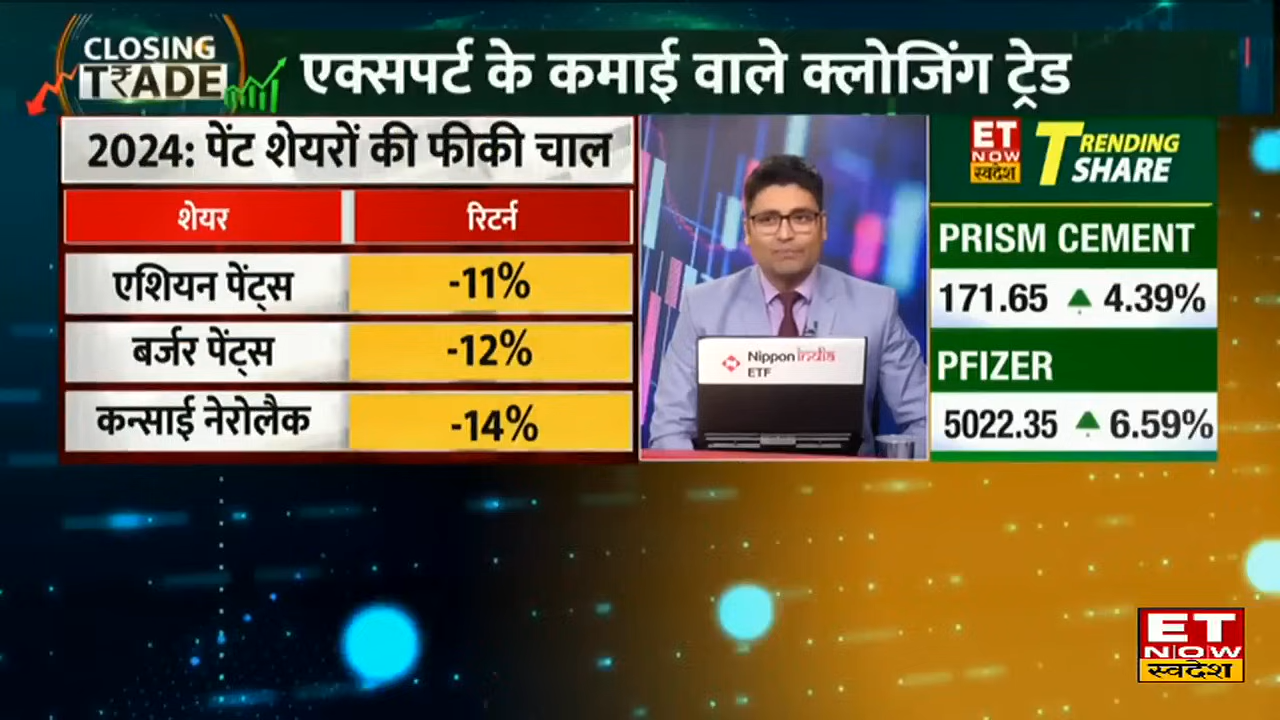 CLOSING
TRADE
एक्सपर्ट के कमाई वाले क्लोजिंग ट्रेड
2024: पेंट शेयरों की फीकी चाल
शेयर रिटर्न
एशियन पेंट्स -11%
बर्जर पेंट्स -12%
कन्साई नेरोलैक -14%
Nippon india
ETF
ET
NOW
स्वदेश
TRENDING
SHARE
PRISM CEMENT
171.65 ▲ 4.39%
PFIZER
5022.35 ▲ 6.59%
ET
NOW
स्वदेश